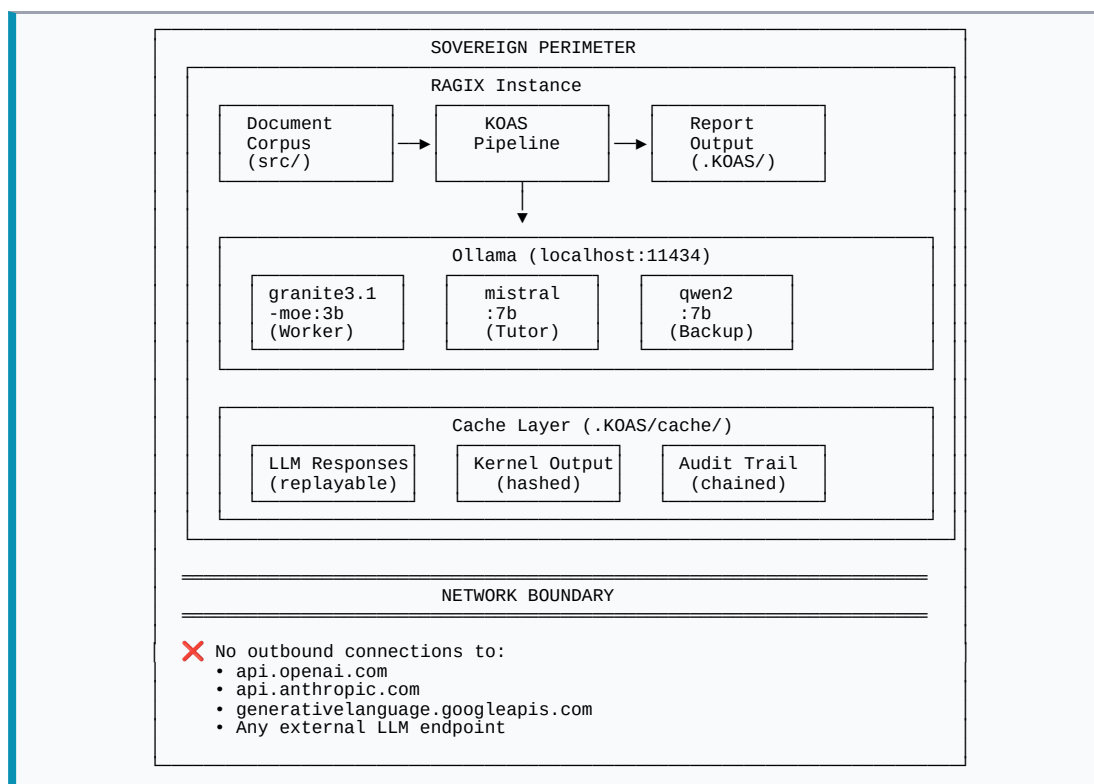 SOVEREIGN PERIMETER
RAGIX Instance
Document KOAS Report
Corpus Pipeline Output
(src/) (.KOAS/)
Ollama (localhost:11434)
granite3.1 mistral qwen2
-moe:3b :7b :7b
(Worker) (Tutor) (Backup)
Cache Layer (.KOAS/cache/)
LLM Responses Kernel Output Audit Trail
(replayable) (hashed) (chained)
NETWORK BOUNDARY
❌ No outbound connections to:
• api.openai.com
• api.anthropic.com
• generativelanguage.googleapis.com
• Any external LLM endpoint